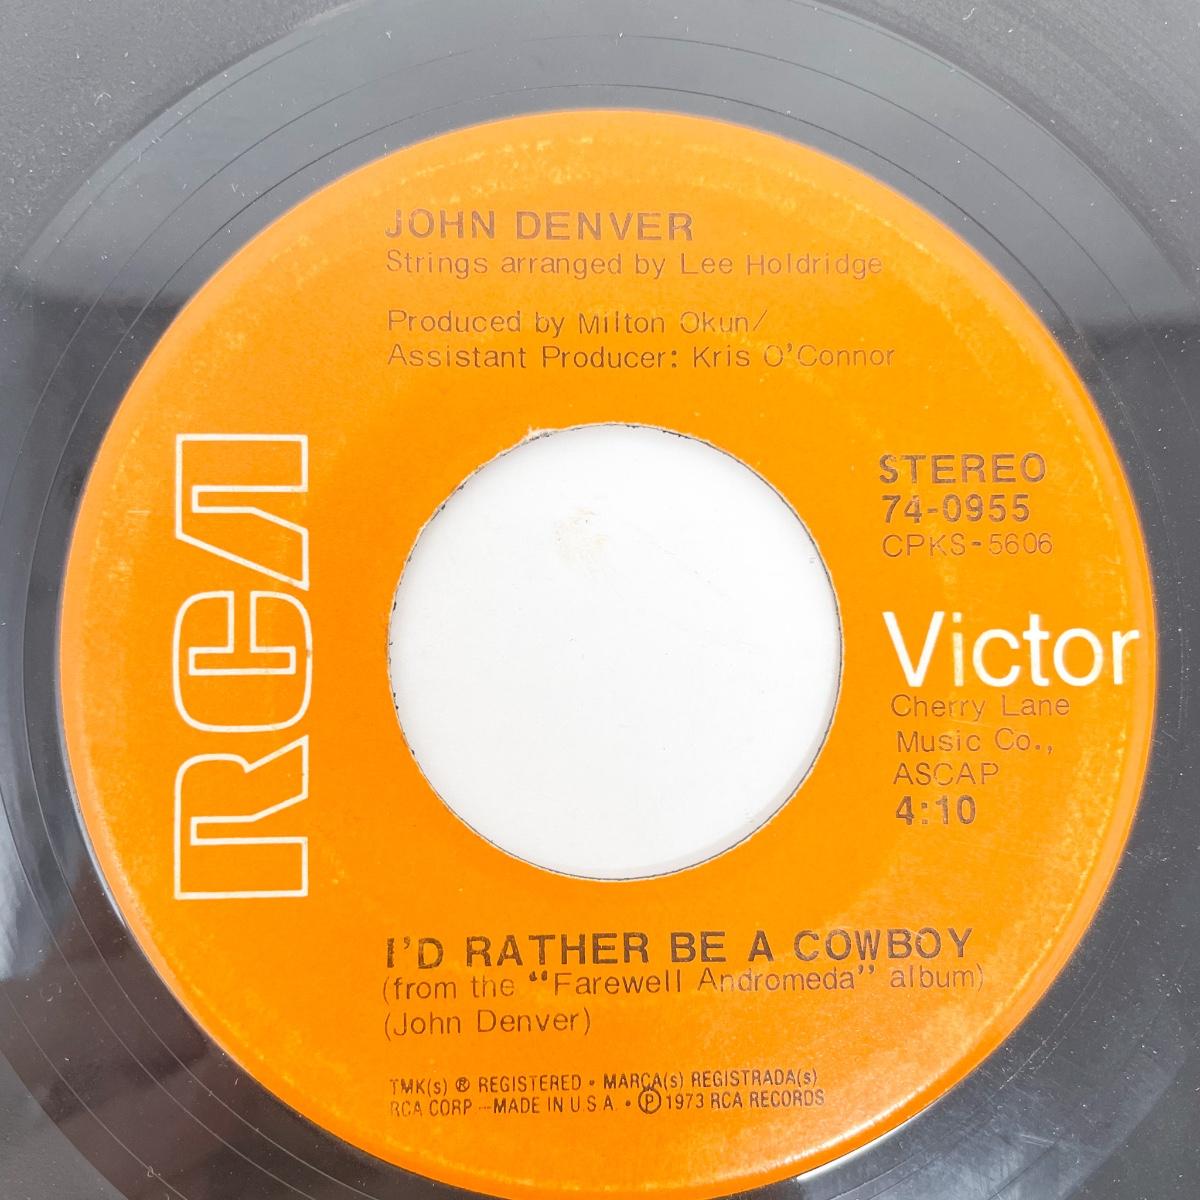 JOHN DENVER
Strings arranged by Lee Holdridge
Produced by Milton Okun/
Assistant Producer: Kris O'Connor
RCA
STEREO
74-0955
CPKS-5606
Victor
Cherry Lane
Music Co.,
ASCAP
4:10
I'D RATHER BE A COWBOY
(from the "Farewell Andromeda" album)
(John Denver)
TMK(s) ® REGISTERED • MARCA(s) REGISTRADA(s)
RCA CORP—MADE IN U.S.A. • ℗ 1973 RCA RECORDS